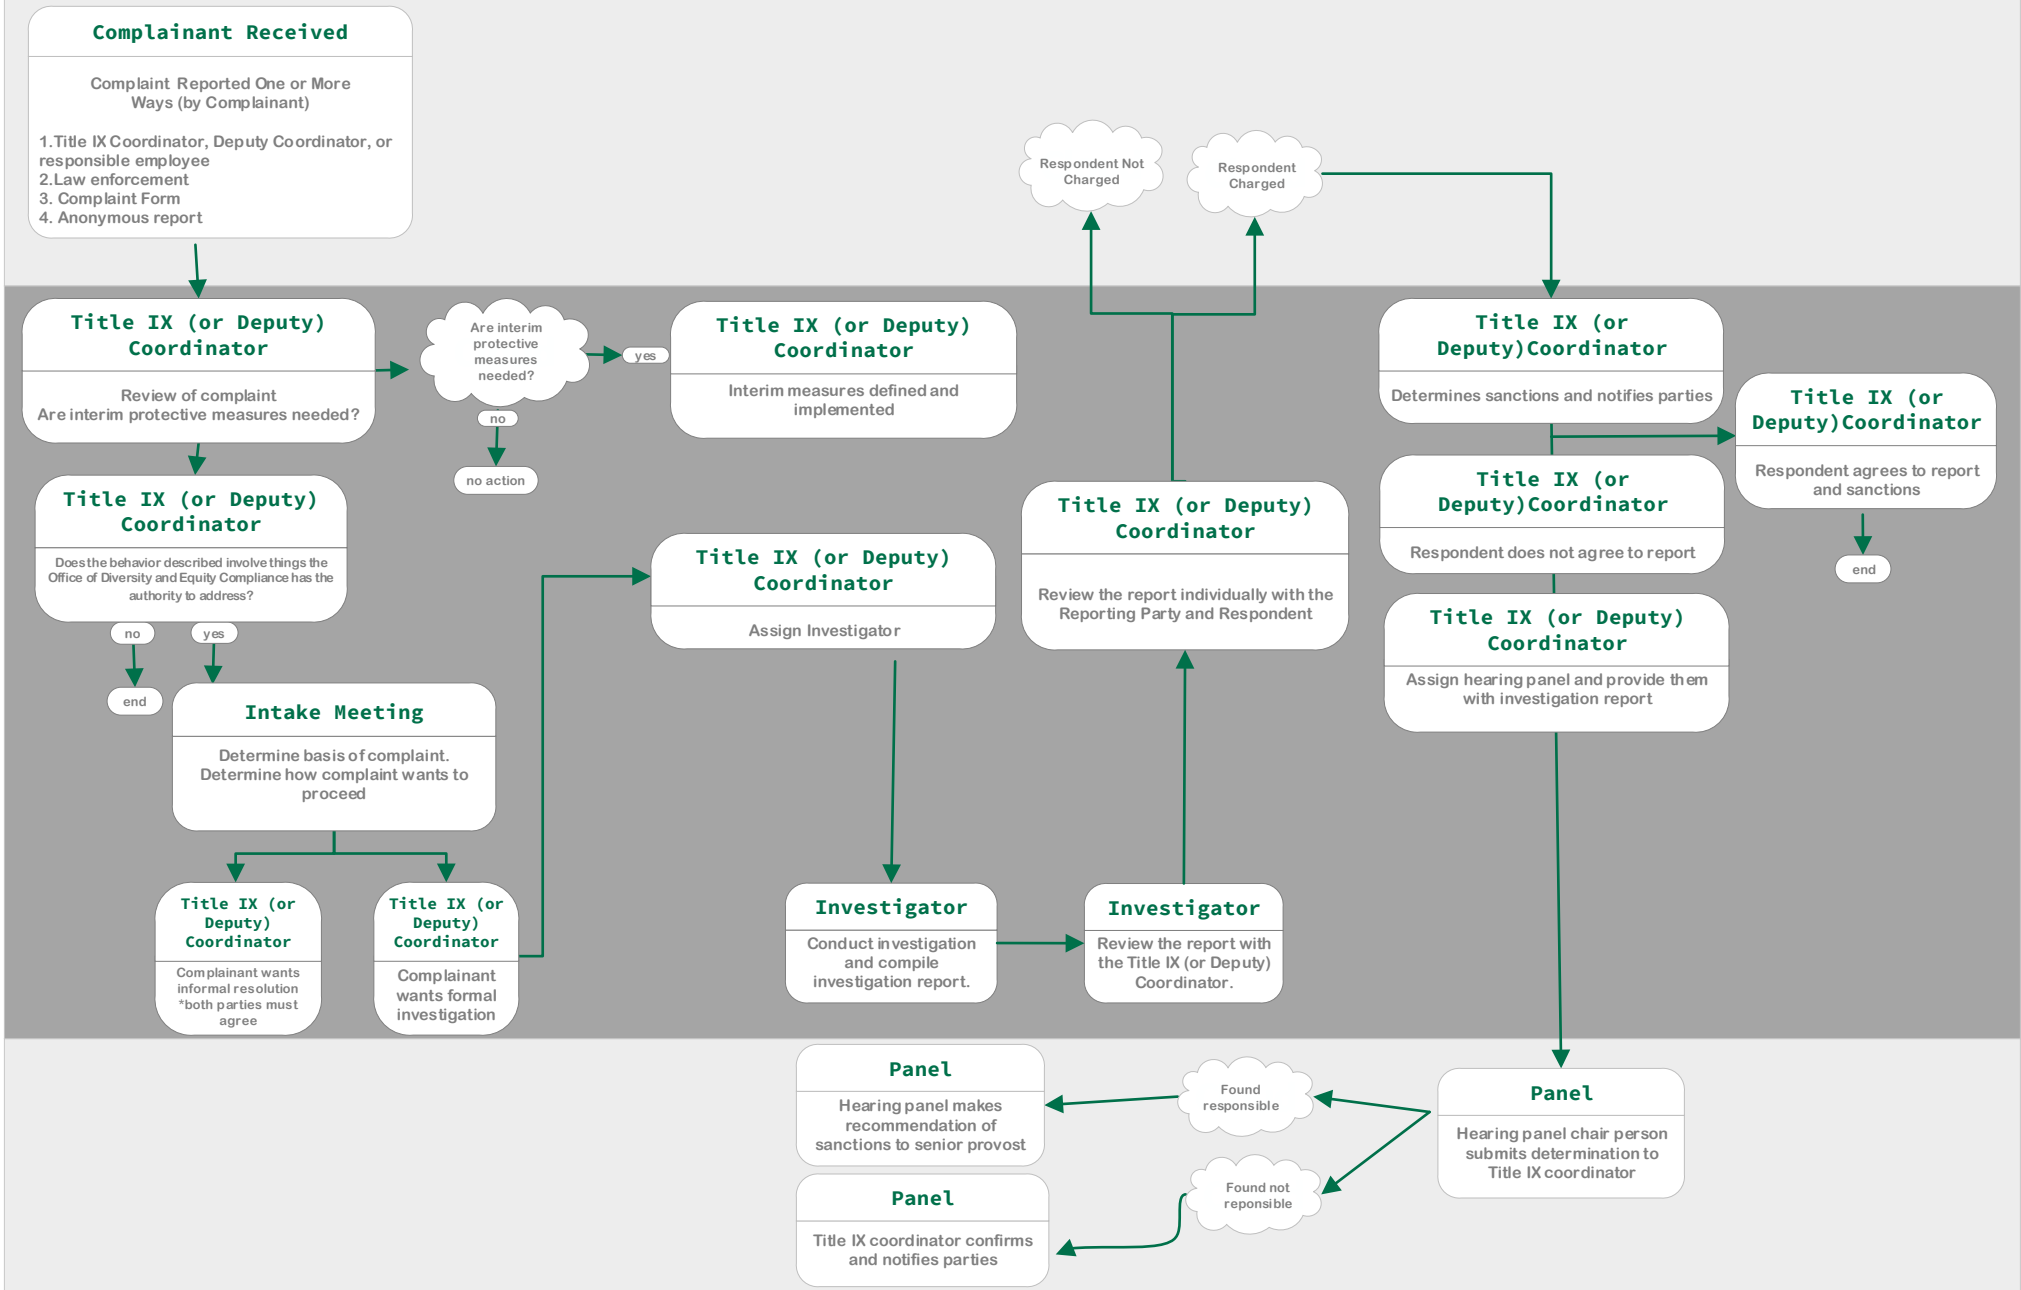 Complainant Received
Complaint Reported One or More
Ways (by Complainant)
1.Title IX Coordinator, Deputy Coordinator, or
responsible employee
2.Law enforcement
3. Complaint Form
4. Anonymous report
Title IX (or Deputy)
Coordinator
Review of complaint
Are interim protective measures needed?
Are interim
protective
measures
needed?
yes
no
no action
Title IX (or Deputy)
Coordinator
Interim measures defined and
implemented
Title IX (or Deputy)
Coordinator
Does the behavior described involve things the
Office of Diversity and Equity Compliance has the
authority to address?
no
yes
end
Intake Meeting
Determine basis of complaint.
Determine how complaint wants to
proceed
Title IX (or
Deputy)
Coordinator
Complainant wants
informal resolution
*both parties must
agree
Title IX (or
Deputy)
Coordinator
Complainant
wants formal
investigation
Title IX (or Deputy)
Coordinator
Assign Investigator
Investigator
Conduct investigation
and compile
investigation report.
Investigator
Review the report with
the Title IX (or Deputy)
Coordinator.
Title IX (or Deputy)
Coordinator
Review the report individually with the
Reporting Party and Respondent
Respondent Not
Charged
Respondent
Charged
Title IX (or
Deputy)Coordinator
Determines sanctions and notifies parties
Title IX (or
Deputy)Coordinator
Respondent agrees to report
and sanctions
end
Title IX (or
Deputy)Coordinator
Respondent does not agree to report
Title IX (or Deputy)
Coordinator
Assign hearing panel and provide them
with investigation report
Panel
Hearing panel chair person
submits determination to
Title IX coordinator
Found
responsible
Found not
reponsible
Panel
Hearing panel makes
recommendation of
sanctions to senior provost
Panel
Title IX coordinator confirms
and notifies parties